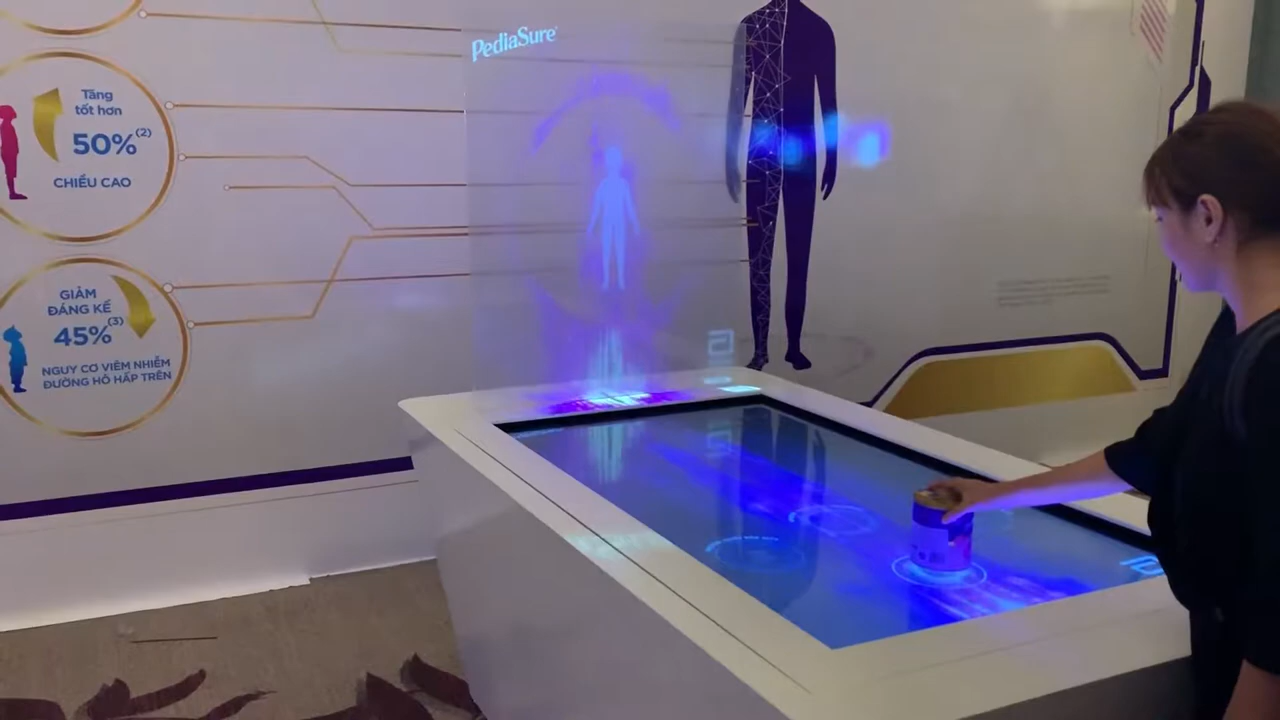 PediaSure
Tăng
tốt hơn
50%(2)
CHIỀU CAO
GIẢM
ĐÁNG KỂ
45%(3)
NGUY CƠ VIÊM NHIỄM
ĐƯỜNG HÔ HẤP TRÊN